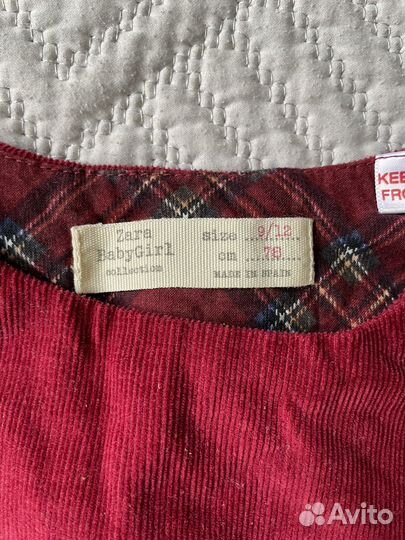 Zara
BabyGirl
collection
size ...9/12...
cm ...78...
MADE IN SPAIN
KEE
FRO
Avito